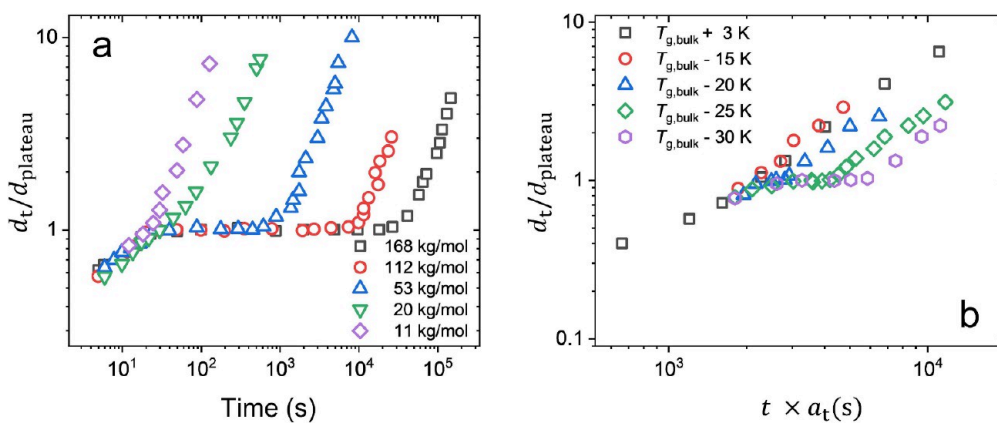 a
10
1
d_t/d_plateau
168 kg/mol
112 kg/mol
53 kg/mol
20 kg/mol
11 kg/mol
10^1 10^2 10^3 10^4 10^5
Time (s)
b
10
1
0.1
d_t/d_plateau
T_g,bulk + 3 K
T_g,bulk - 15 K
T_g,bulk - 20 K
T_g,bulk - 25 K
T_g,bulk - 30 K
10^3 10^4
t × a_t(s)